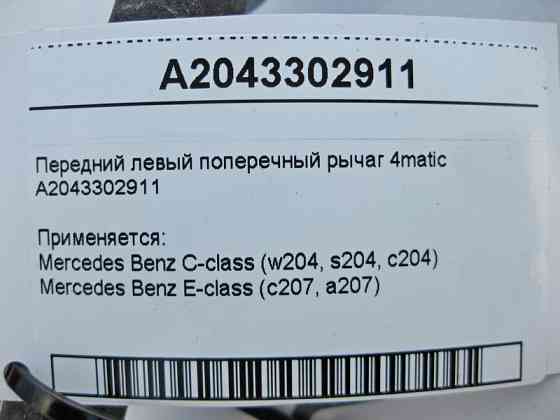 A2043302911
Передний левый поперечный рычаг 4matic
A2043302911
Применяется:
Mercedes Benz C-class (w204, s204, c204)
Mercedes Benz E-class (c207, a207)